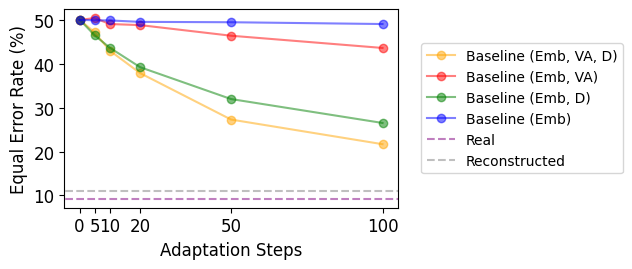 Equal Error Rate (%)
50
40
30
20
10
0 5 10 20 50 100
Adaptation Steps
Baseline (Emb, VA, D)
Baseline (Emb, VA)
Baseline (Emb, D)
Baseline (Emb)
Real
Reconstructed